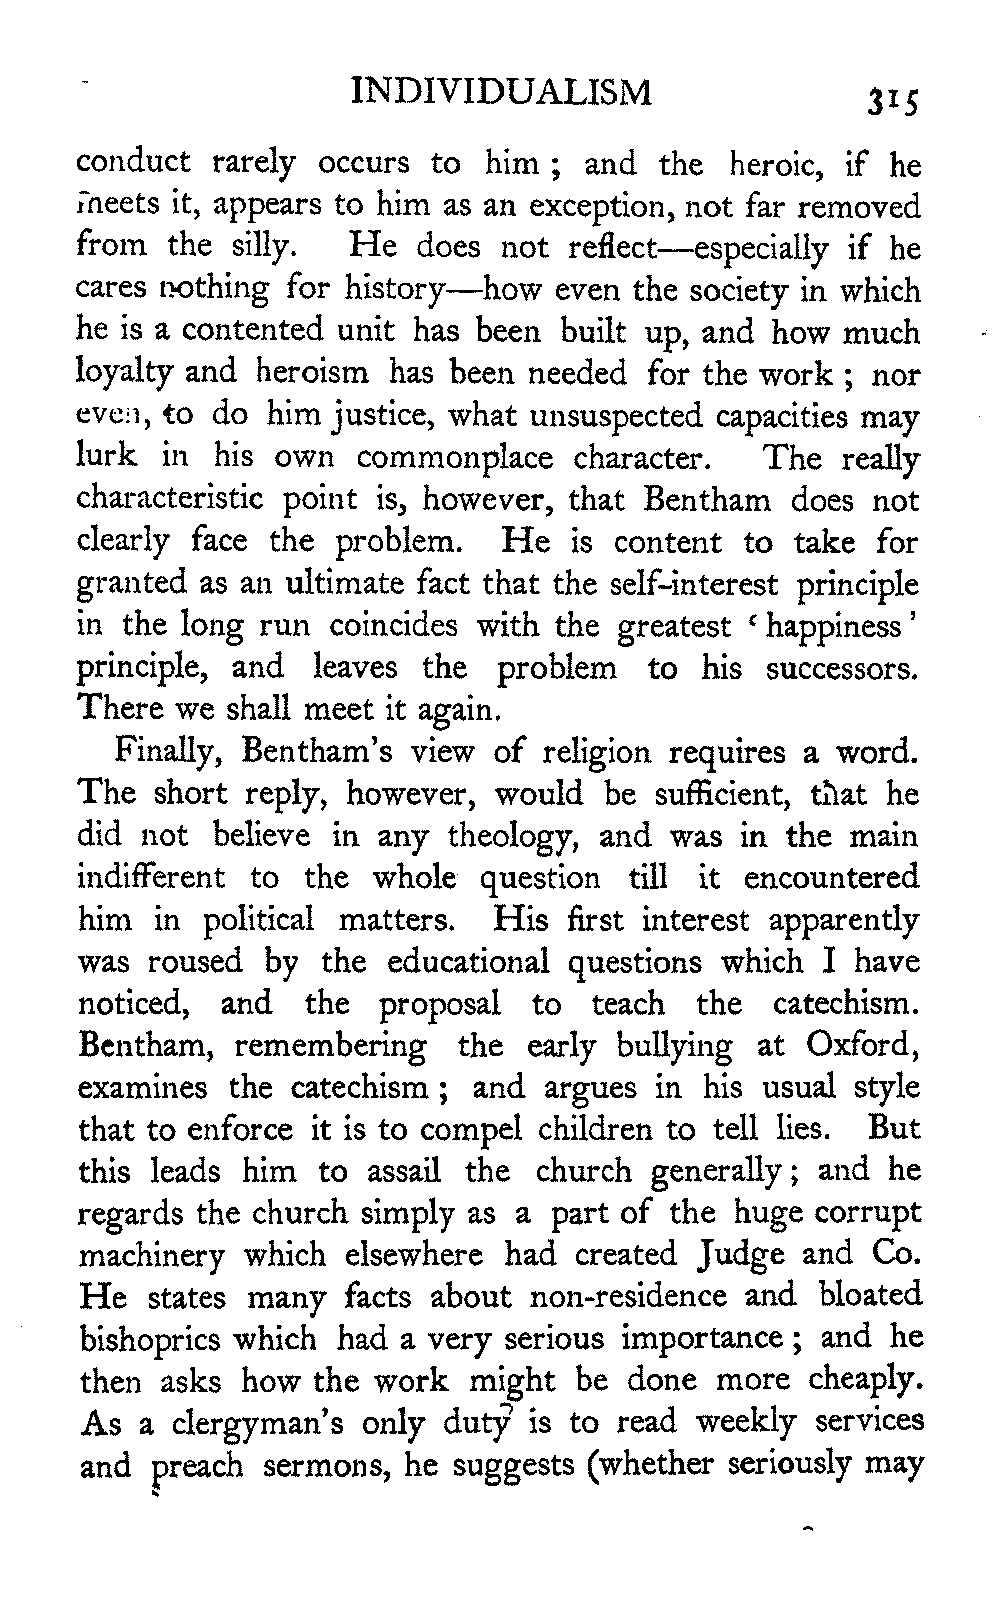 INDIVIDUALISM 315
conduct rarely occurs to him ; and the heroic, if he
meets it, appears to him as an exception, not far removed
from the silly. He does not reflect—especially if he
cares nothing for history—how even the society in which
he is a contented unit has been built up, and how much
loyalty and heroism has been needed for the work ; nor
even, to do him justice, what unsuspected capacities may
lurk in his own commonplace character. The really
characteristic point is, however, that Bentham does not
clearly face the problem. He is content to take for
granted as an ultimate fact that the self-interest principle
in the long run coincides with the greatest ‘ happiness ’
principle, and leaves the problem to his successors.
There we shall meet it again.
Finally, Bentham's view of religion requires a word.
The short reply, however, would be sufficient, that he
did not believe in any theology, and was in the main
indifferent to the whole question till it encountered
him in political matters. His first interest apparently
was roused by the educational questions which I have
noticed, and the proposal to teach the catechism.
Bentham, remembering the early bullying at Oxford,
examines the catechism ; and argues in his usual style
that to enforce it is to compel children to tell lies. But
this leads him to assail the church generally ; and he
regards the church simply as a part of the huge corrupt
machinery which elsewhere had created Judge and Co.
He states many facts about non-residence and bloated
bishoprics which had a very serious importance ; and he
then asks how the work might be done more cheaply.
As a clergyman's only duty is to read weekly services
and preach sermons, he suggests (whether seriously may